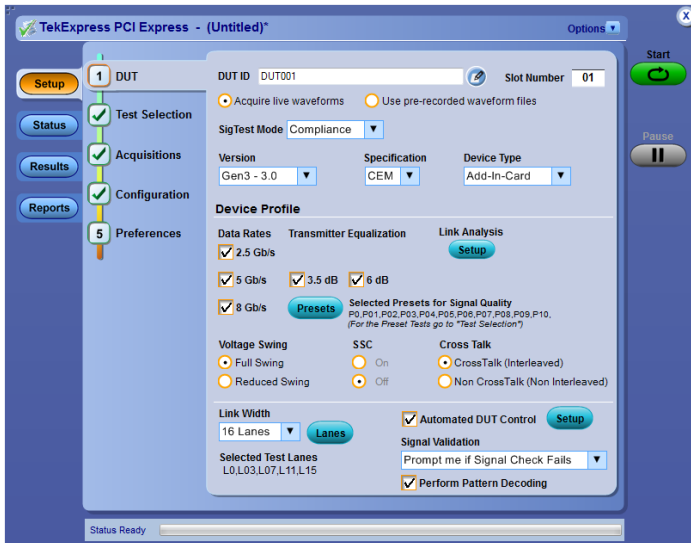 TekExpress PCI Express - (Untitled)*
Options
x
Start
Pause
Setup
Status
Results
Reports
1 DUT
Test Selection
Acquisitions
Configuration
5 Preferences
DUT ID DUT001 Slot Number 01
Acquire live waveforms Use pre-recorded waveform files
SigTest Mode Compliance
Version Specification Device Type
Gen3 - 3.0 CEM Add-In-Card
Device Profile
Data Rates Transmitter Equalization Link Analysis
2.5 Gb/s Setup
5 Gb/s 3.5 dB 6 dB
8 Gb/s Presets Selected Presets for Signal Quality
P0,P01,P02,P03,P04,P05,P06,P07,P08,P09,P10,
(For the Preset Tests go to "Test Selection")
Voltage Swing SSC Cross Talk
Full Swing On CrossTalk (Interleaved)
Reduced Swing Off Non CrossTalk (Non Interleaved)
Link Width
16 Lanes Lanes
Selected Test Lanes
L0,L03,L07,L11,L15
Automated DUT Control Setup
Signal Validation
Prompt me if Signal Check Fails
Perform Pattern Decoding
Status Ready